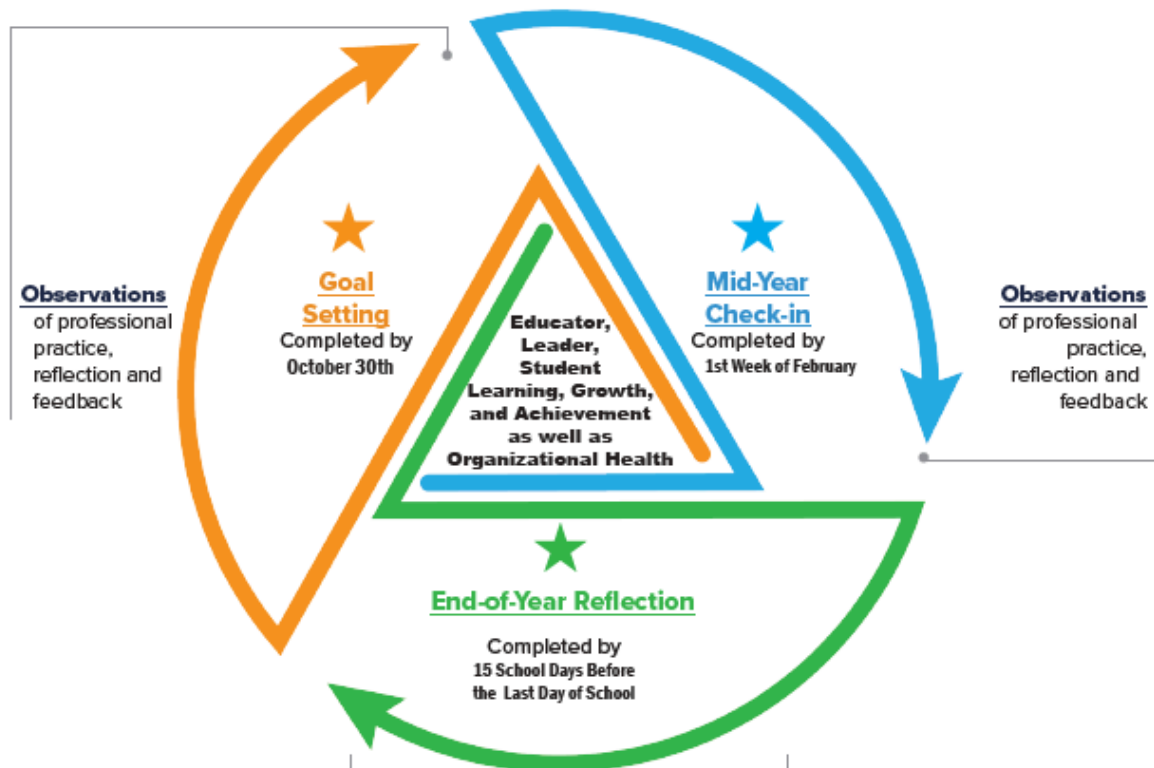 Observations
of professional
practice,
reflection and
feedback
Goal
Setting
Completed by
October 30th
Educator,
Leader,
Student
Learning, Growth,
and Achievement
as well as
Organizational Health
Mid-Year
Check-in
Completed by
1st Week of February
Observations
of professional
practice,
reflection and
feedback
End-of-Year Reflection
Completed by
15 School Days Before
the Last Day of School